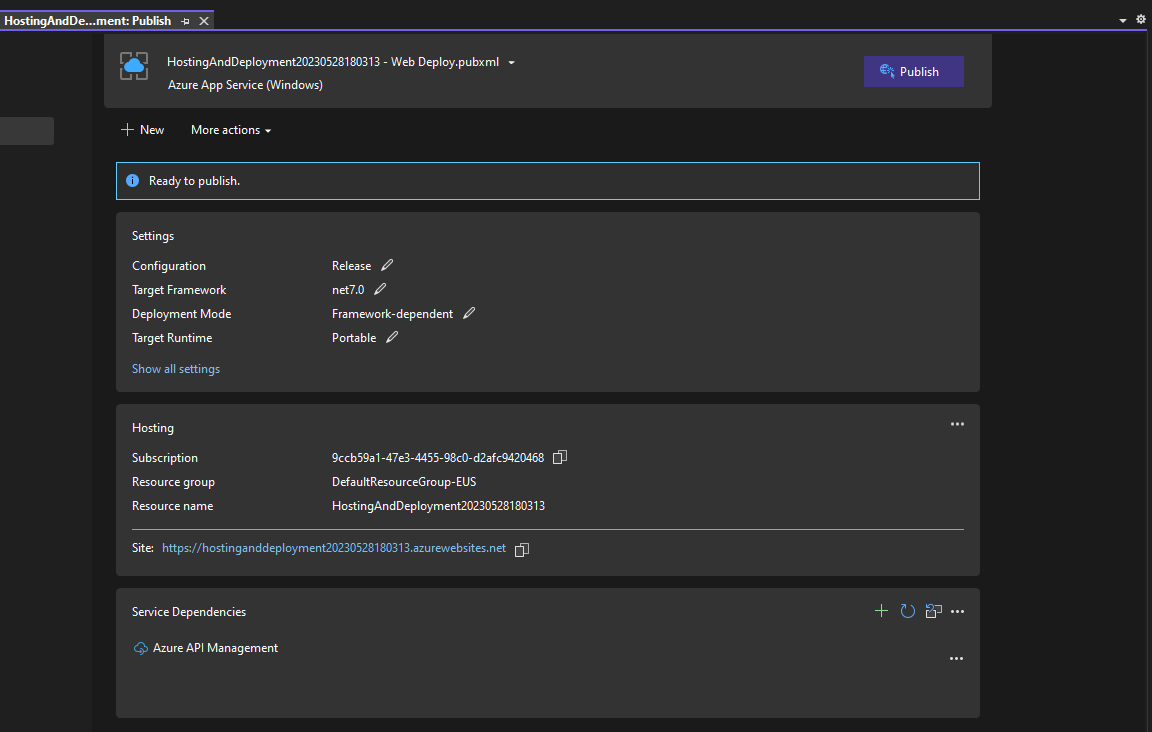 HostingAndDe...ment: Publish
HostingAndDeployment20230528180313 - Web Deploy.pubxml
Azure App Service (Windows)
Publish
New More actions
Ready to publish.
Settings
Configuration Release
Target Framework net7.0
Deployment Mode Framework-dependent
Target Runtime Portable
Show all settings
Hosting
Subscription 9ccb59a1-47e3-4455-98c0-d2afc9420468
Resource group DefaultResourceGroup-EUS
Resource name HostingAndDeployment20230528180313
Site: https://hostinganddeployment20230528180313.azurewebsites.net
Service Dependencies
Azure API Management